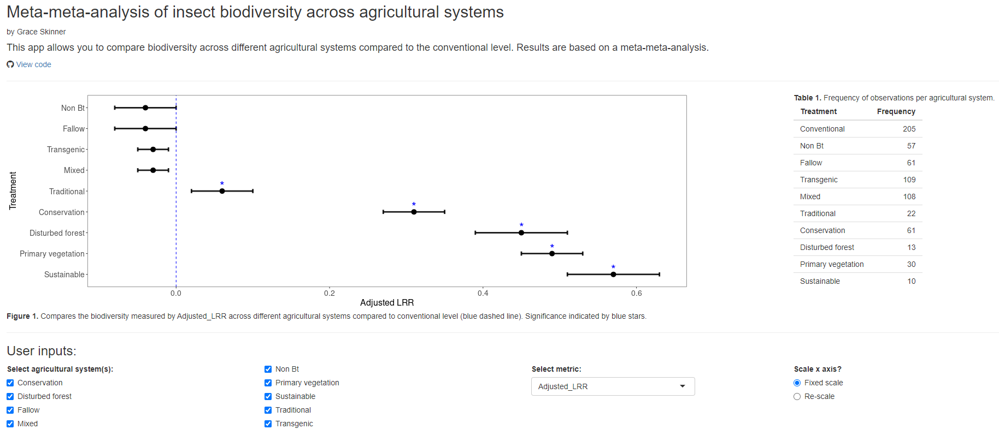 Meta-meta-analysis of insect biodiversity across agricultural systems
by Grace Skinner
This app allows you to compare biodiversity across different agricultural systems compared to the conventional level. Results are based on a meta-meta-analysis.
View code
Treatment
Non Bt
Fallow
Transgenic
Mixed
Traditional
*
Conservation
*
Disturbed forest
*
Primary vegetation
*
Sustainable
*
0.0 0.2 0.4 0.6
Adjusted LRR
Figure 1. Compares the biodiversity measured by Adjusted_LRR across different agricultural systems compared to conventional level (blue dashed line). Significance indicated by blue stars.
Table 1. Frequency of observations per agricultural system.
Treatment Frequency
Conventional 205
Non Bt 57
Fallow 61
Transgenic 109
Mixed 108
Traditional 22
Conservation 61
Disturbed forest 13
Primary vegetation 30
Sustainable 10
User inputs:
Select agricultural system(s):
Conservation
Disturbed forest
Fallow
Mixed
Non Bt
Primary vegetation
Sustainable
Traditional
Transgenic
Select metric:
Adjusted_LRR
Scale x axis?
Fixed scale
Re-scale